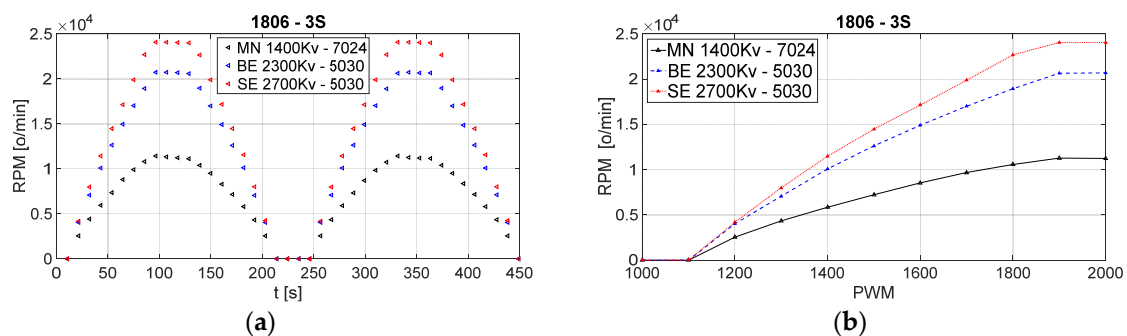 1806 - 3S
×10⁴
2.5
2
1.5
1
0.5
0
RPM [o/min]
MN 1400Kv - 7024
BE 2300Kv - 5030
SE 2700Kv - 5030
0 50 100 150 200 250 300 350 400 450
t [s]
(a)
1806 - 3S
×10⁴
2.5
2
1.5
1
0.5
0
RPM [o/min]
MN 1400Kv - 7024
BE 2300Kv - 5030
SE 2700Kv - 5030
1000 1200 1400 1600 1800 2000
PWM
(b)